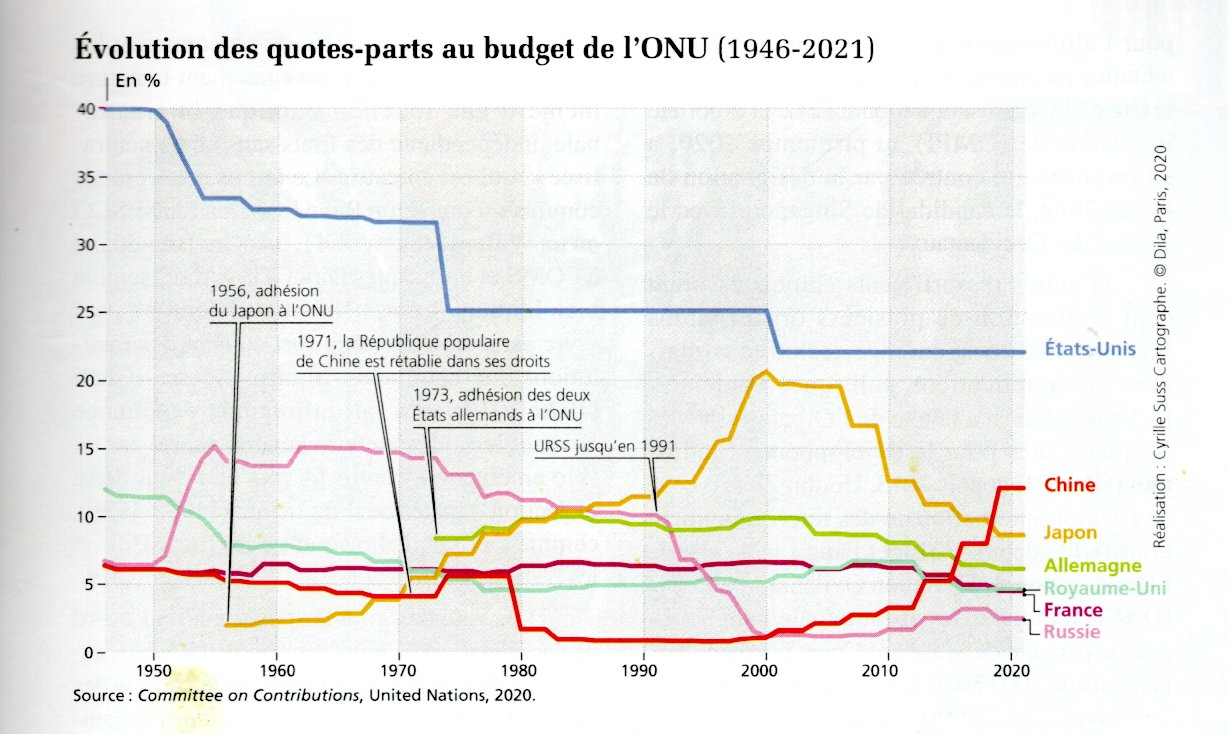 Évolution des quotes-parts au budget de l'ONU (1946-2021)
En %
40
35
30
25
20
15
10
5
0
1956, adhésion
du Japon à l'ONU
1971, la République populaire
de Chine est rétablie dans ses droits
1973, adhésion des deux
États allemands à l'ONU
URSS jusqu'en 1991
États-Unis
Chine
Japon
Allemagne
Royaume-Uni
France
Russie
1950 1960 1970 1980 1990 2000 2010 2020
Source : Committee on Contributions, United Nations, 2020.
Réalisation : Cyrille Suss Cartographe. © Dila, Paris, 2020